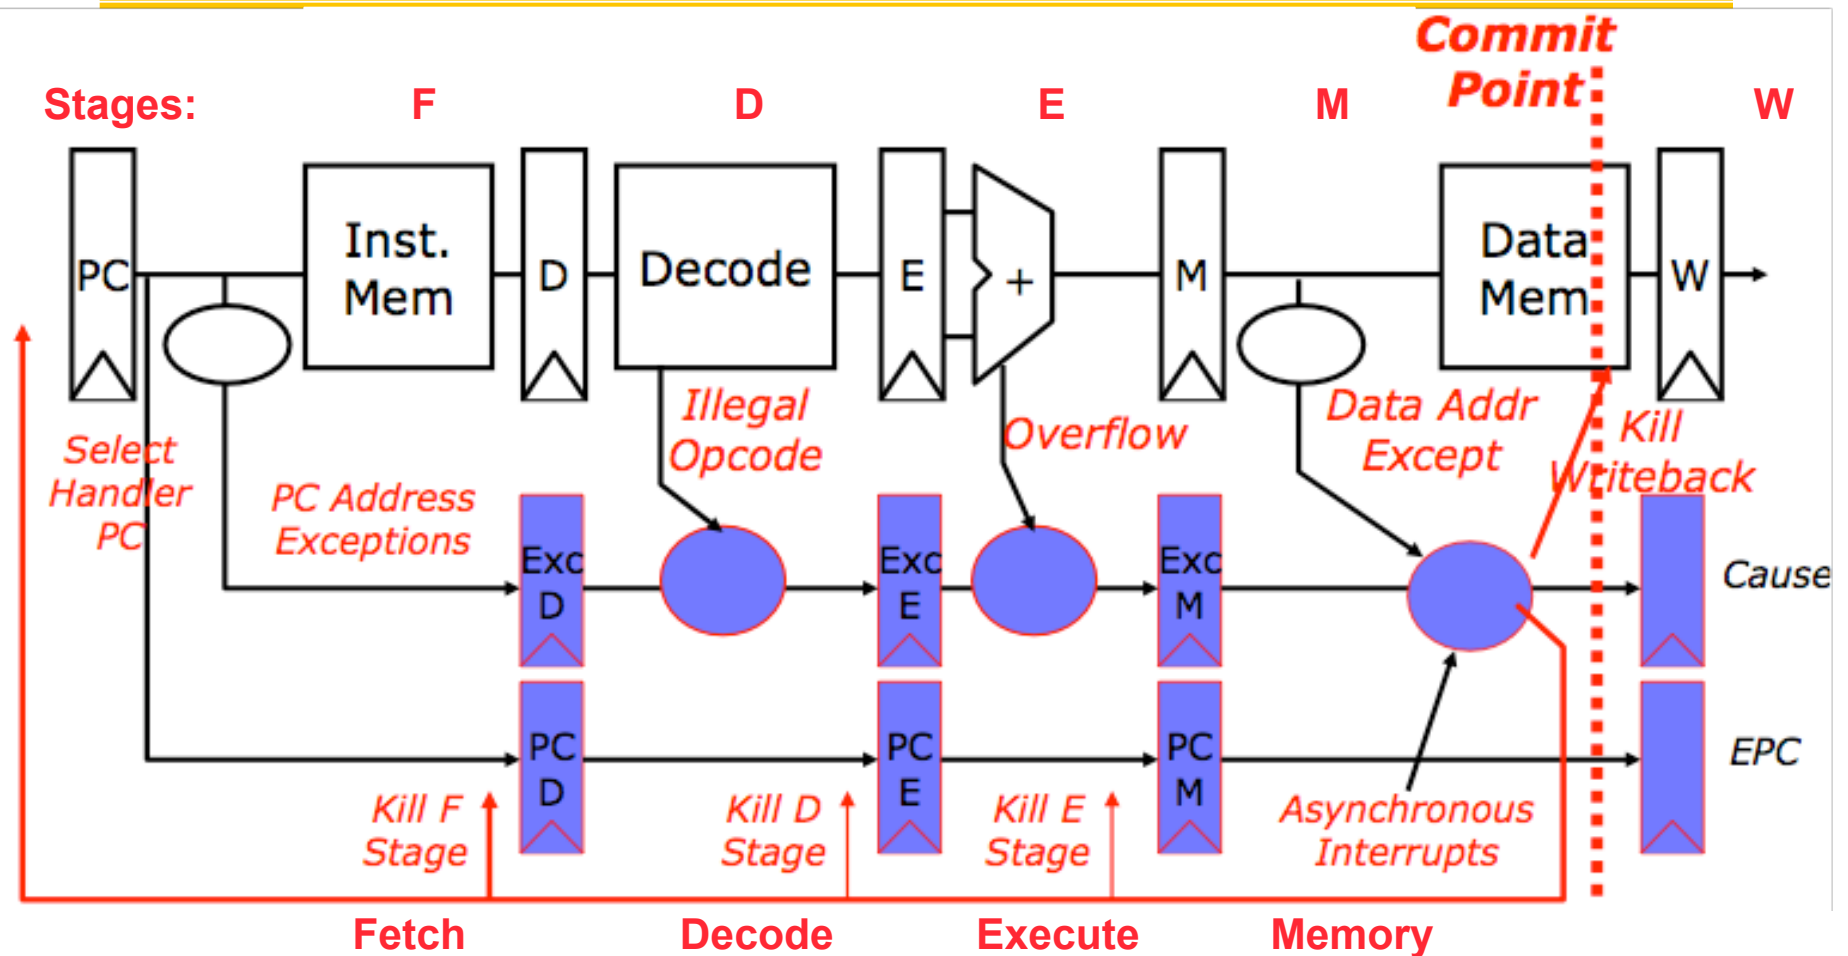 Commit
Point
Stages:
F
D
E
M
W
PC
Inst.
Mem
D
Decode
E
+
M
Data
Mem
W
Select
Handler
PC
PC Address
Exceptions
Illegal
Opcode
Overflow
Data Addr
Except
Kill
Writeback
Exc
D
Exc
E
Exc
M
Cause
PC
D
PC
E
PC
M
EPC
Kill F
Stage
Kill D
Stage
Kill E
Stage
Asynchronous
Interrupts
Fetch
Decode
Execute
Memory